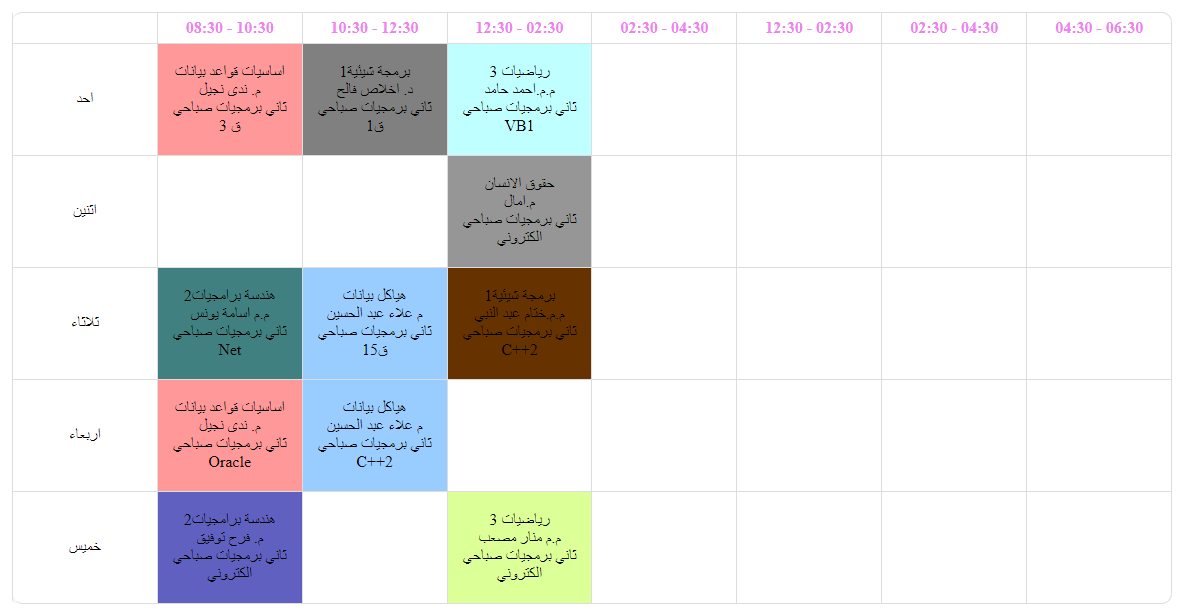 08:30 - 10:30
10:30 - 12:30
12:30 - 02:30
02:30 - 04:30
12:30 - 02:30
02:30 - 04:30
04:30 - 06:30
احد
اساسيات قواعد بيانات
م. ندى نجيل
ثاني برمجيات صباحي
ق 3
برمجة شيئية1
د. اخلاص فالح
ثاني برمجيات صباحي
ق1
رياضيات 3
م.م.احمد حامد
ثاني برمجيات صباحي
VB1
اثنين
حقوق الانسان
م.امال
ثاني برمجيات صباحي
الكتروني
ثلاثاء
هندسة برامجيات2
م.م اسامة يونس
ثاني برمجيات صباحي
Net
هياكل بيانات
م علاء عبد الحسين
ثاني برمجيات صباحي
ق15
برمجة شيئية1
م.م.ختام عبد النبي
ثاني برمجيات صباحي
C++2
اربعاء
اساسيات قواعد بيانات
م. ندى نجيل
ثاني برمجيات صباحي
Oracle
هياكل بيانات
م علاء عبد الحسين
ثاني برمجيات صباحي
C++2
خميس
هندسة برامجيات2
م. فرح توفيق
ثاني برمجيات صباحي
الكتروني
رياضيات 3
م.م منار مصعب
ثاني برمجيات صباحي
الكتروني